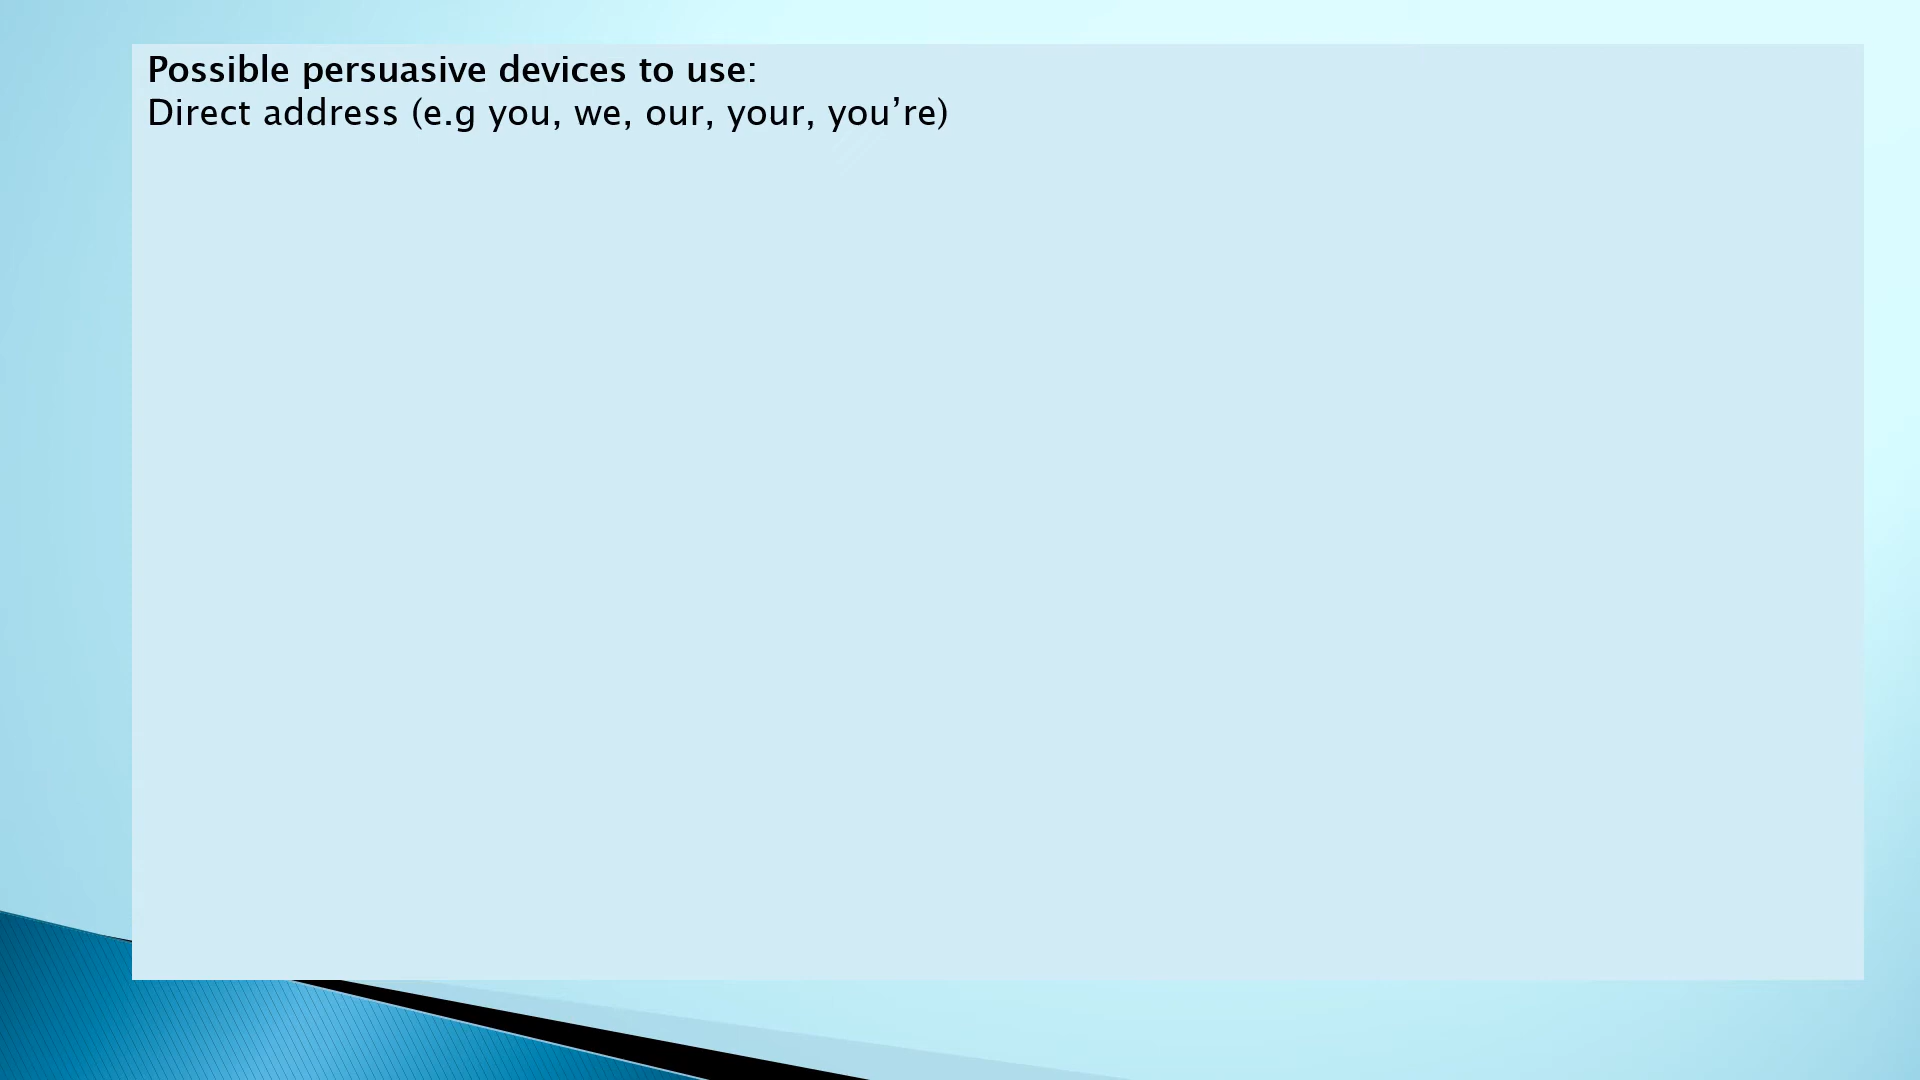 Possible persuasive devices to use:
Direct address (e.g you, we, our, your, you’re)